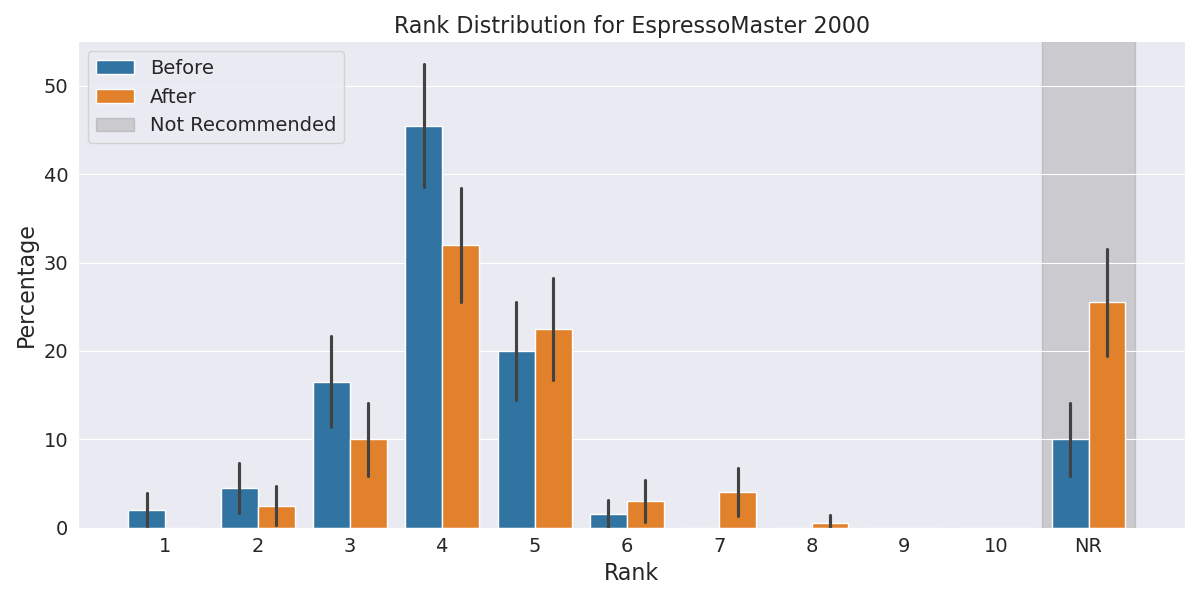 Rank Distribution for EspressoMaster 2000
Before
After
Not Recommended
Percentage
50
40
30
20
10
0
1 2 3 4 5 6 7 8 9 10 NR
Rank